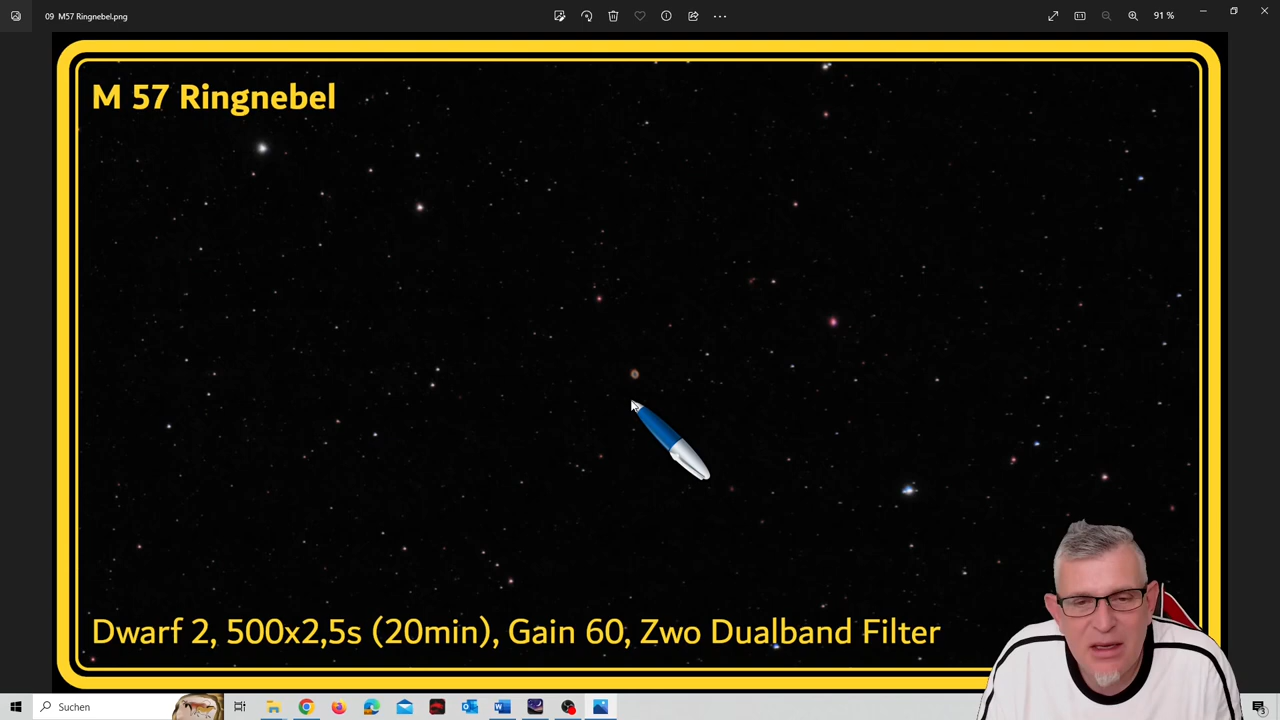 09 M57 Ringnebel.png
91 %
M 57 Ringnebel
Dwarf 2, 500x2,5s (20min), Gain 60, Zwo Dualband Filter
Suchen